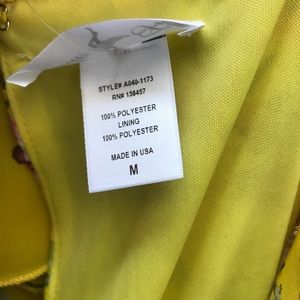 STYLE# A040-1173
RN# 158457
100% POLYESTER
LINING
100% POLYESTER
MADE IN USA
M